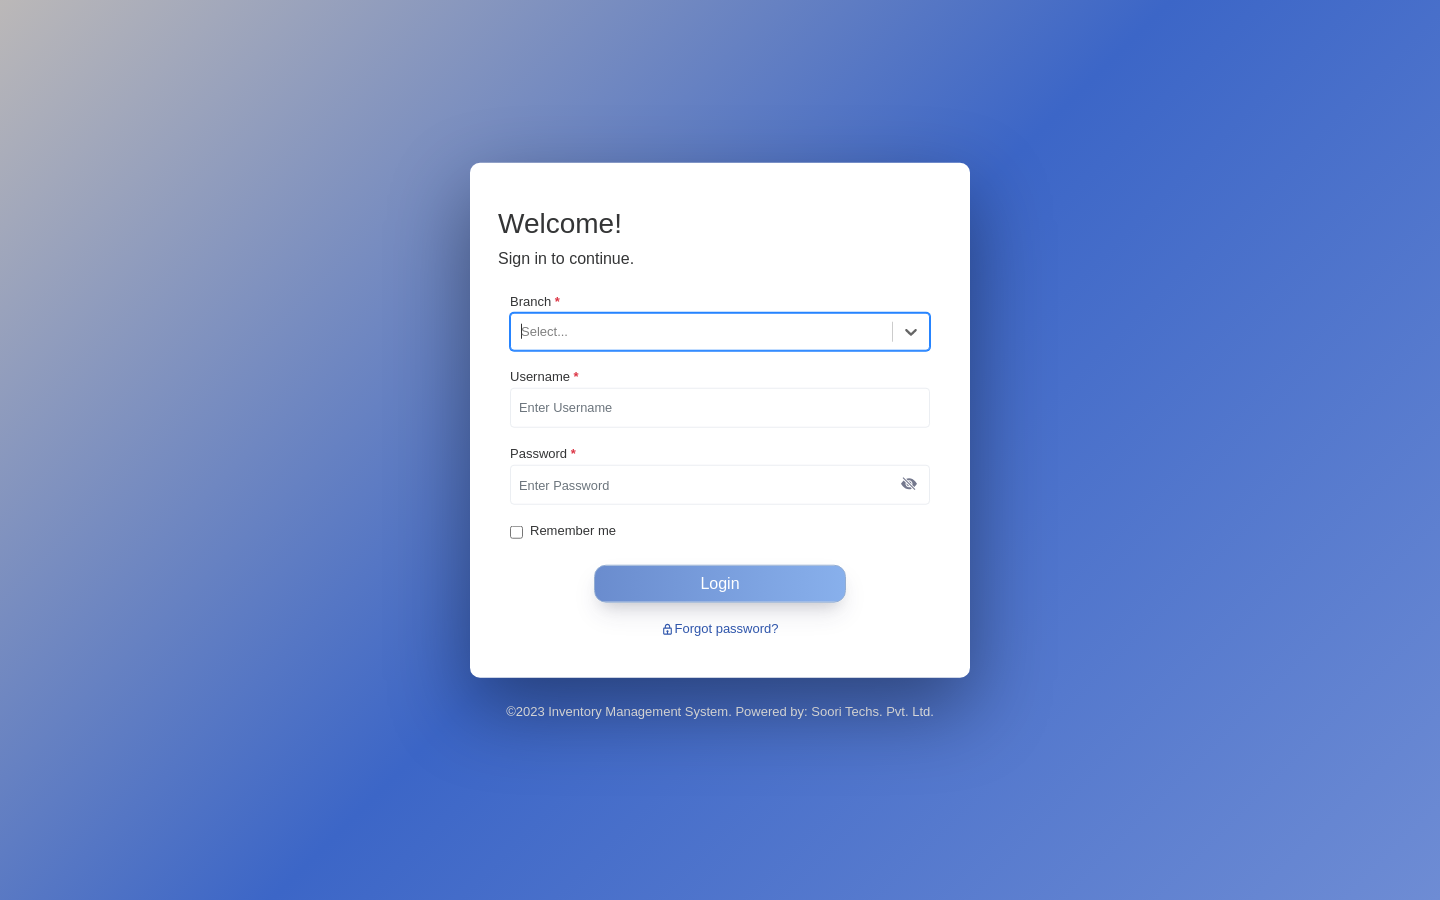 Welcome!
Sign in to continue.
Branch *
Select...
Username *
Enter Username
Password *
Enter Password
Remember me
Login
Forgot password?
©2023 Inventory Management System. Powered by: Soori Techs. Pvt. Ltd.